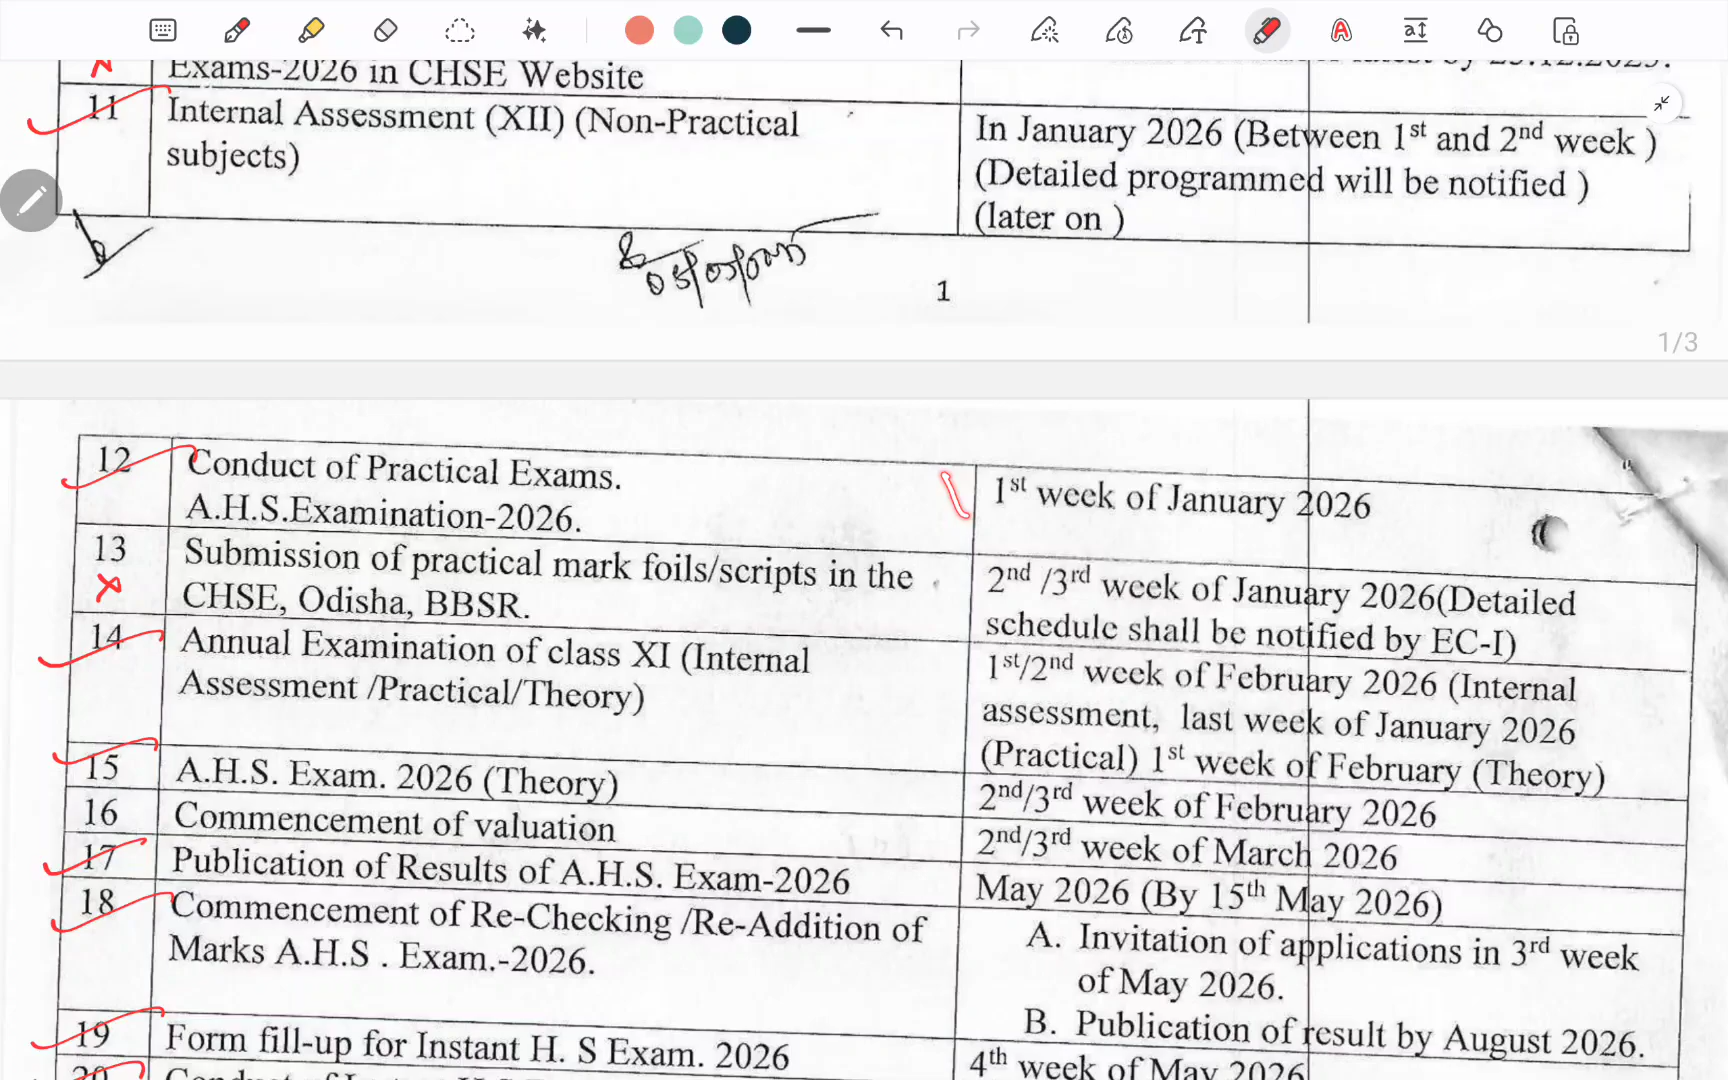 Exams-2026 in CHSE Website
11 Internal Assessment (XII) (Non-Practical
subjects)
In January 2026 (Between 1st and 2nd week )
(Detailed programmed will be notified )
(later on )
1
1/3
12 Conduct of Practical Exams.
A.H.S.Examination-2026.
1st week of January 2026
13 Submission of practical mark foils/scripts in the
CHSE, Odisha, BBSR.
2nd /3rd week of January 2026(Detailed
schedule shall be notified by EC-I)
14 Annual Examination of class XI (Internal
Assessment /Practical/Theory)
1st/2nd week of February 2026 (Internal
assessment, last week of January 2026
(Practical) 1st week of February (Theory)
15 A.H.S. Exam. 2026 (Theory)
2nd/3rd week of February 2026
16 Commencement of valuation
2nd/3rd week of March 2026
17 Publication of Results of A.H.S. Exam-2026
May 2026 (By 15th May 2026)
18 Commencement of Re-Checking /Re-Addition of
Marks A.H.S . Exam.-2026.
A. Invitation of applications in 3rd week
of May 2026.
B. Publication of result by August 2026.
19 Form fill-up for Instant H. S Exam. 2026
4th week of May 2026
20